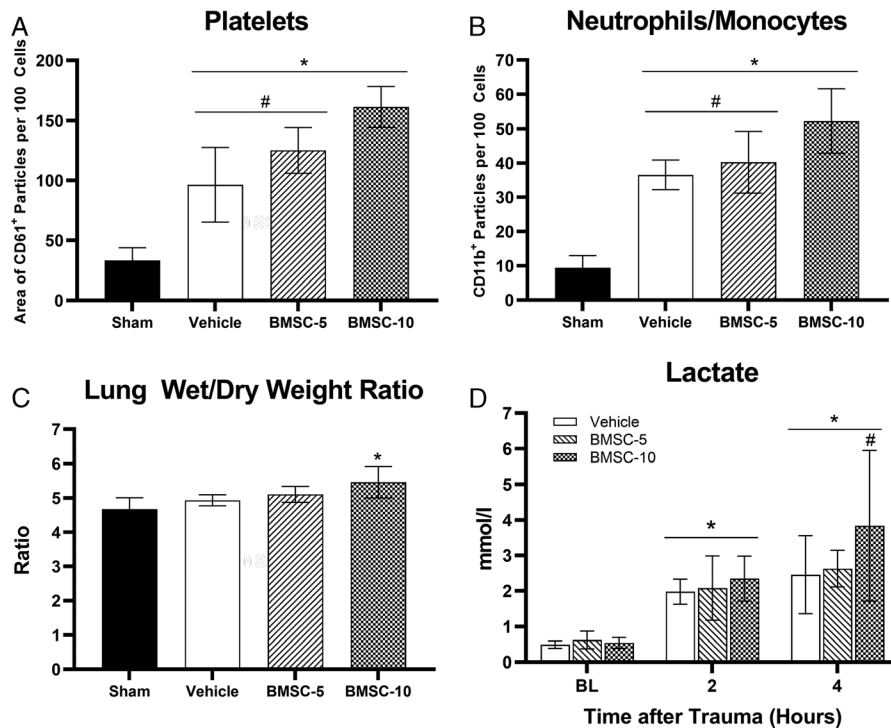 A
Platelets
Area of CD61+ Particles per 100 Cells
200
150
100
50
0
*
#
Sham
Vehicle
BMSC-5
BMSC-10
B
Neutrophils/Monocytes
CD11b+ Particles per 100 Cells
70
60
50
40
30
20
10
0
*
#
Sham
Vehicle
BMSC-5
BMSC-10
C
Lung Wet/Dry Weight Ratio
Ratio
7
6
5
4
3
2
1
0
*
Sham
Vehicle
BMSC-5
BMSC-10
D
Lactate
mmol/l
7
6
5
4
3
2
1
0
Vehicle
BMSC-5
BMSC-10
*
*
#
BL
2
4
Time after Trauma (Hours)